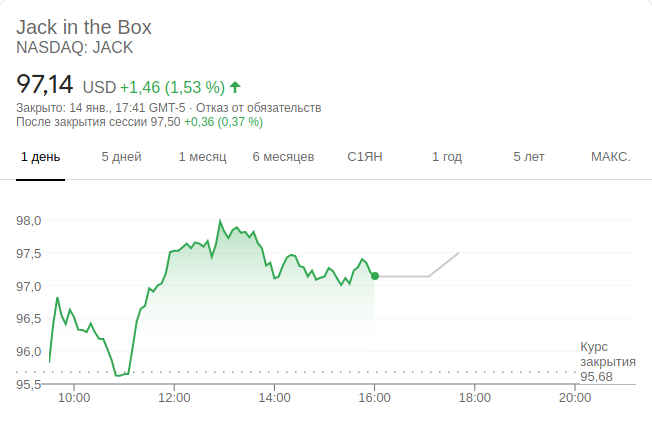 Jack in the Box
NASDAQ: JACK
97,14 USD +1,46 (1,53 %)
Закрыто: 14 янв., 17:41 GMT-5 · Отказ от обязательств
После закрытия сессии 97,50 +0,36 (0,37 %)
1 день 5 дней 1 месяц 6 месяцев С1ЯН 1 год 5 лет МАКС.
98,0
97,5
97,0
96,5
96,0
95,5
Курс
закрытия
95,68
10:00 12:00 14:00 16:00 18:00 20:00